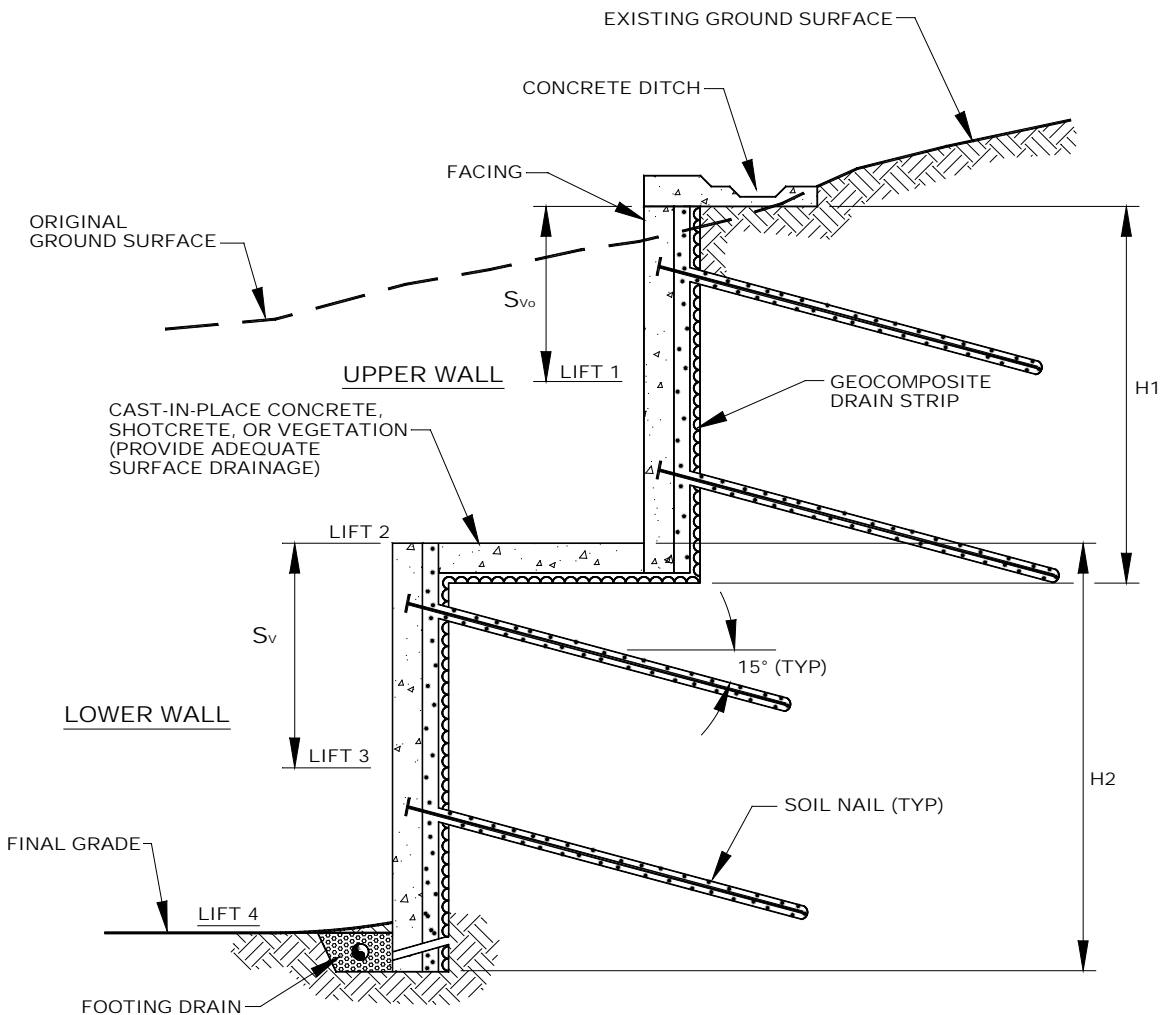 EXISTING GROUND SURFACE
CONCRETE DITCH
FACING
ORIGINAL
GROUND SURFACE
SVo
UPPER WALL
LIFT 1
GEOCOMPOSITE
DRAIN STRIP
H1
CAST-IN-PLACE CONCRETE,
SHOTCRETE, OR VEGETATION
(PROVIDE ADEQUATE
SURFACE DRAINAGE)
LIFT 2
SV
15° (TYP)
LOWER WALL
LIFT 3
H2
SOIL NAIL (TYP)
FINAL GRADE
LIFT 4
FOOTING DRAIN